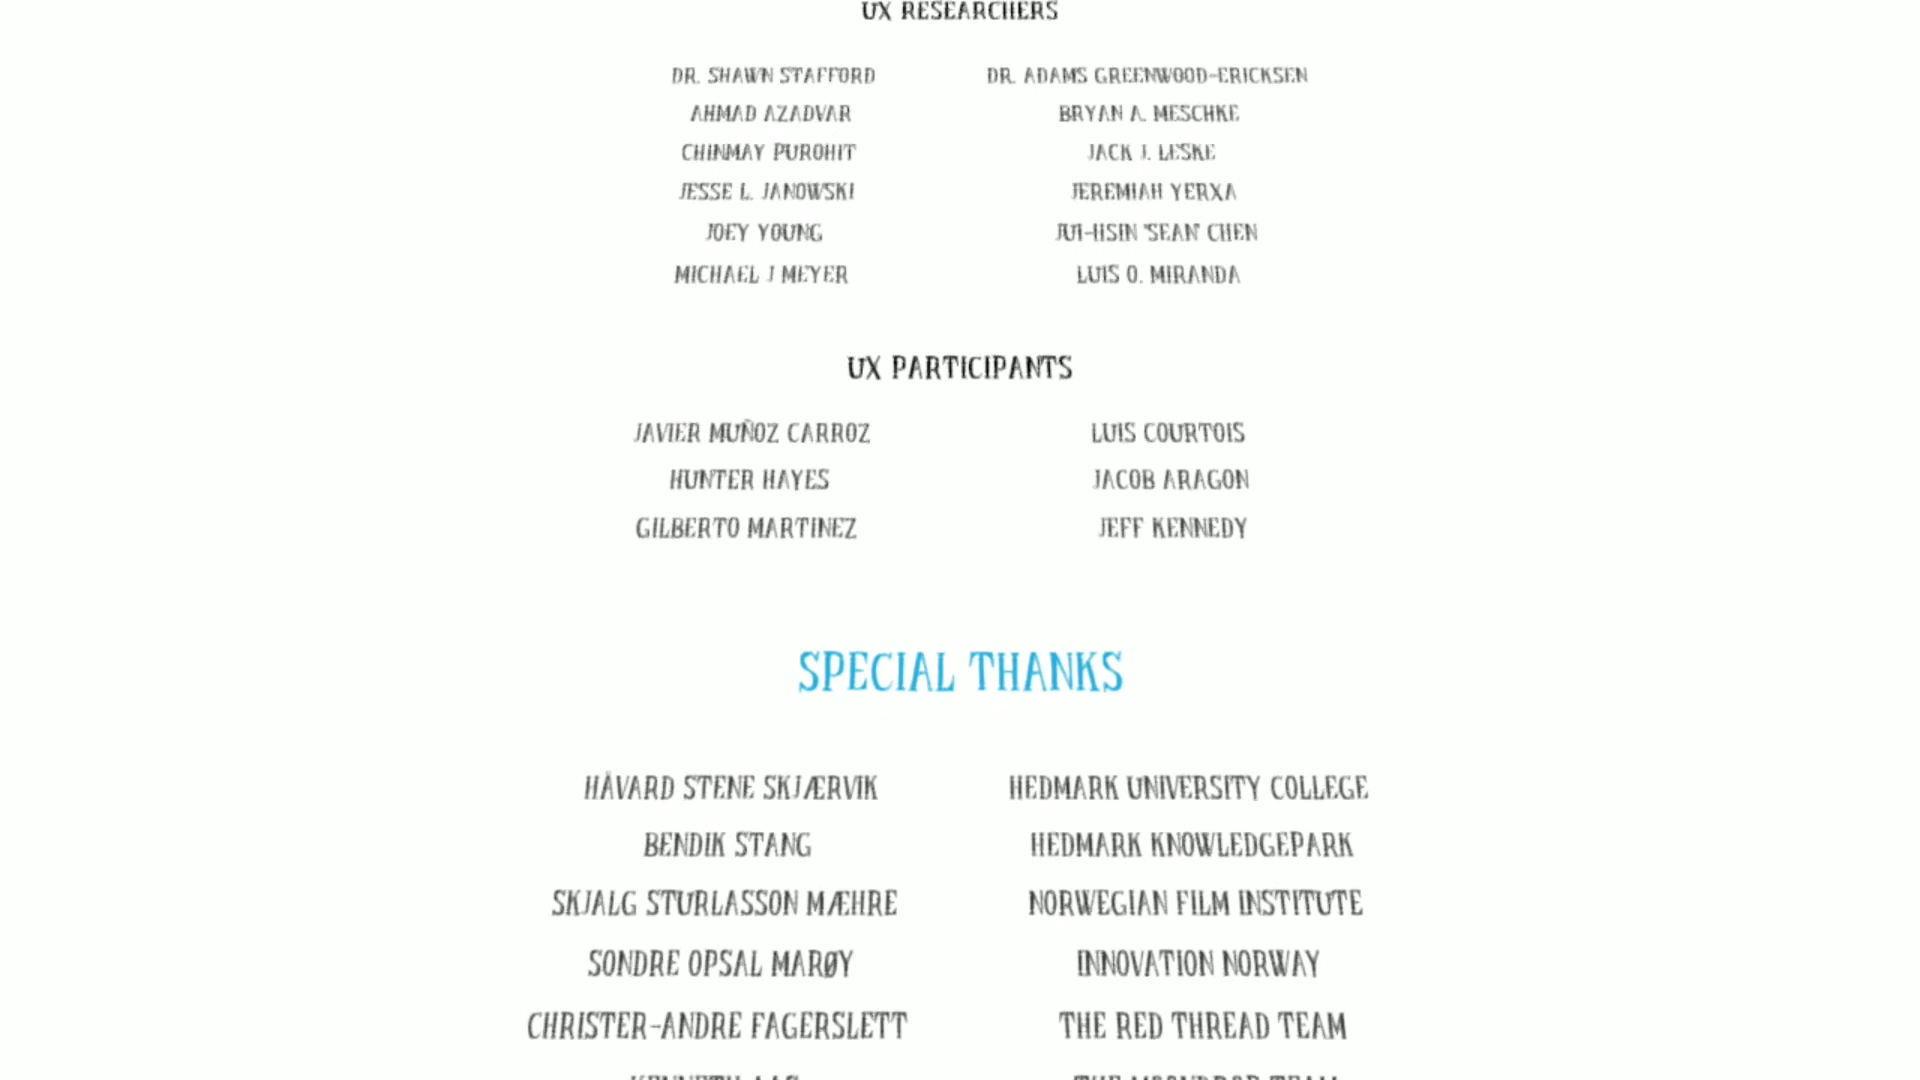 UX RESEARCHERS
DR. SHAWN STAFFORD DR. ADAMS GREENWOOD-ERICKSEN
AHMAD AZADVAR BRYAN A. MESCHKE
CHINMAY PUROHIT JACK J. LESKE
JESSE L. JANOWSKI JEREMIAH YERXA
JOEY YOUNG JUI-HSIN 'SEAN' CHEN
MICHAEL J MEYER LUIS O. MIRANDA
UX PARTICIPANTS
JAVIER MUÑOZ CARROZ LUIS COURTOIS
HUNTER HAYES JACOB ARAGON
GILBERTO MARTINEZ JEFF KENNEDY
SPECIAL THANKS
HÅVARD STENE SKJÆRVIK HEDMARK UNIVERSITY COLLEGE
BENDIK STANG HEDMARK KNOWLEDGEPARK
SKJALG STURLASSON MÆHRE NORWEGIAN FILM INSTITUTE
SONDRE OPSAL MARØY INNOVATION NORWAY
CHRISTER-ANDRE FAGERSLETT THE RED THREAD TEAM